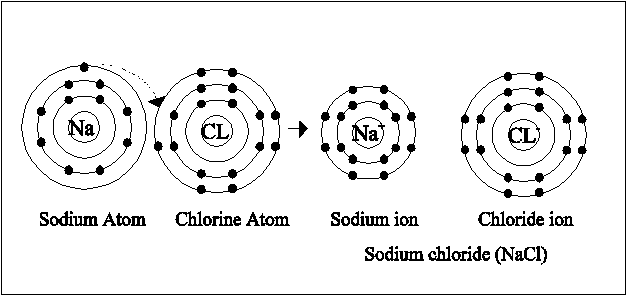 Na CL Na⁺ CL⁻
Sodium Atom Chlorine Atom Sodium ion Chloride ion
Sodium chloride (NaCl)